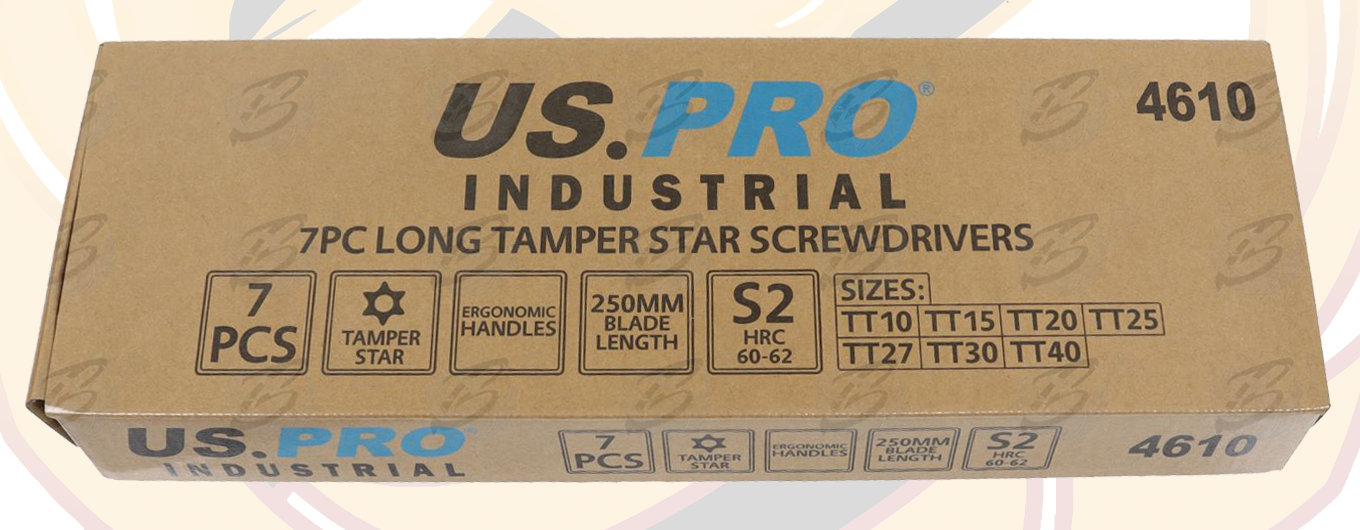 US.PRO®
4610
INDUSTRIAL
7PC LONG TAMPER STAR SCREWDRIVERS
7
PCS
TAMPER
STAR
ERGONOMIC
HANDLES
250MM
BLADE
LENGTH
S2
HRC
60-62
SIZES:
TT10 TT15 TT20 TT25
TT27 TT30 TT40
US.PRO®
INDUSTRIAL
7
PCS
TAMPER
STAR
ERGONOMIC
HANDLES
250MM
BLADE
LENGTH
S2
HRC
60-62
4610